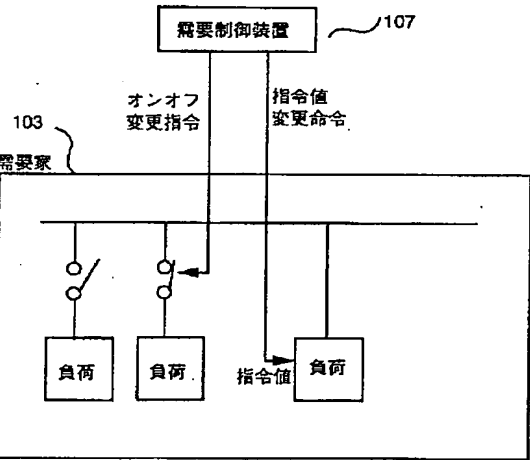 需要制御装置
107
オンオフ
変更指令
指令値
変更命令
103
需要家
負荷
負荷
指令値
負荷